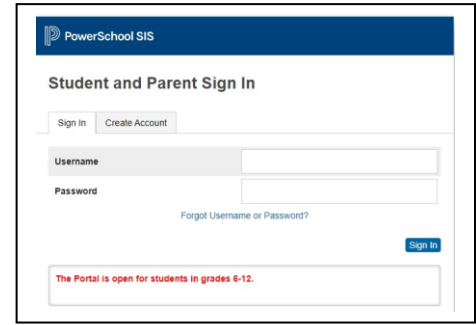 PowerSchool SIS
Student and Parent Sign In
Sign In Create Account
Username
Password
Forgot Username or Password?
Sign In
The Portal is open for students in grades 6-12.